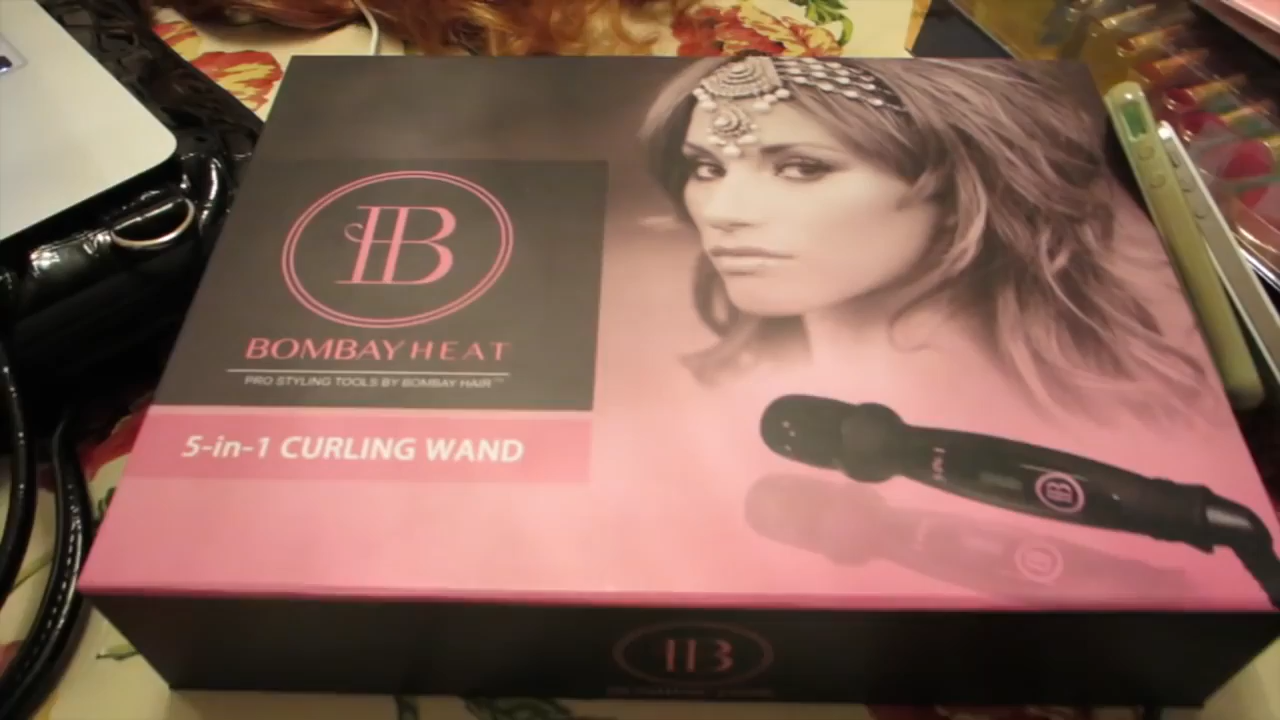 B
BOMBAY HEAT
PRO STYLING TOOLS BY BOMBAY HAIR™
5-in-1 CURLING WAND
B
B